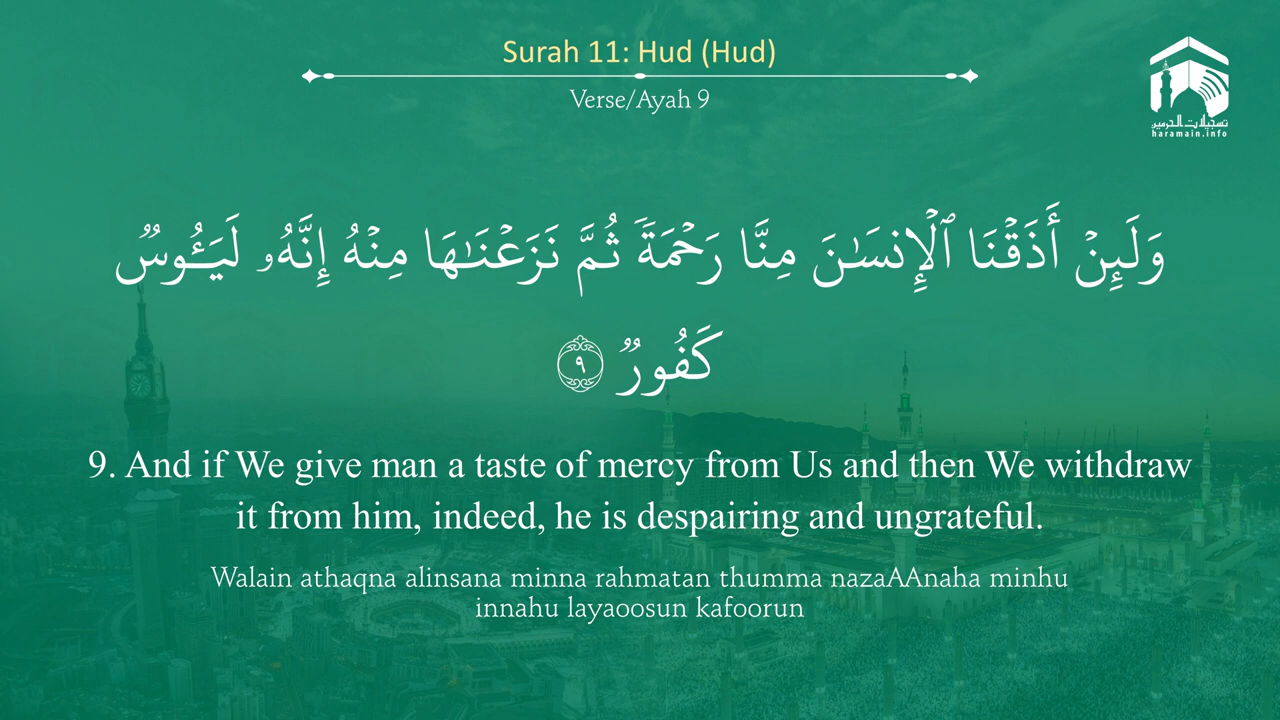 Surah 11: Hud (Hud)
Verse/Ayah 9
تسجيلات الحرمين
haramain.info
وَلَئِنْ أَذَقْنَا ٱلْإِنسَـٰنَ مِنَّا رَحْمَةًۭ ثُمَّ نَزَعْنَـٰهَا مِنْهُ إِنَّهُۥ لَيَـُٔوسٌۭ
كَفُورٌۭ ٩
9. And if We give man a taste of mercy from Us and then We withdraw
it from him, indeed, he is despairing and ungrateful.
Walain athaqna alinsana minna rahmatan thumma nazaAAnaha minhu
innahu layaoosun kafoorun